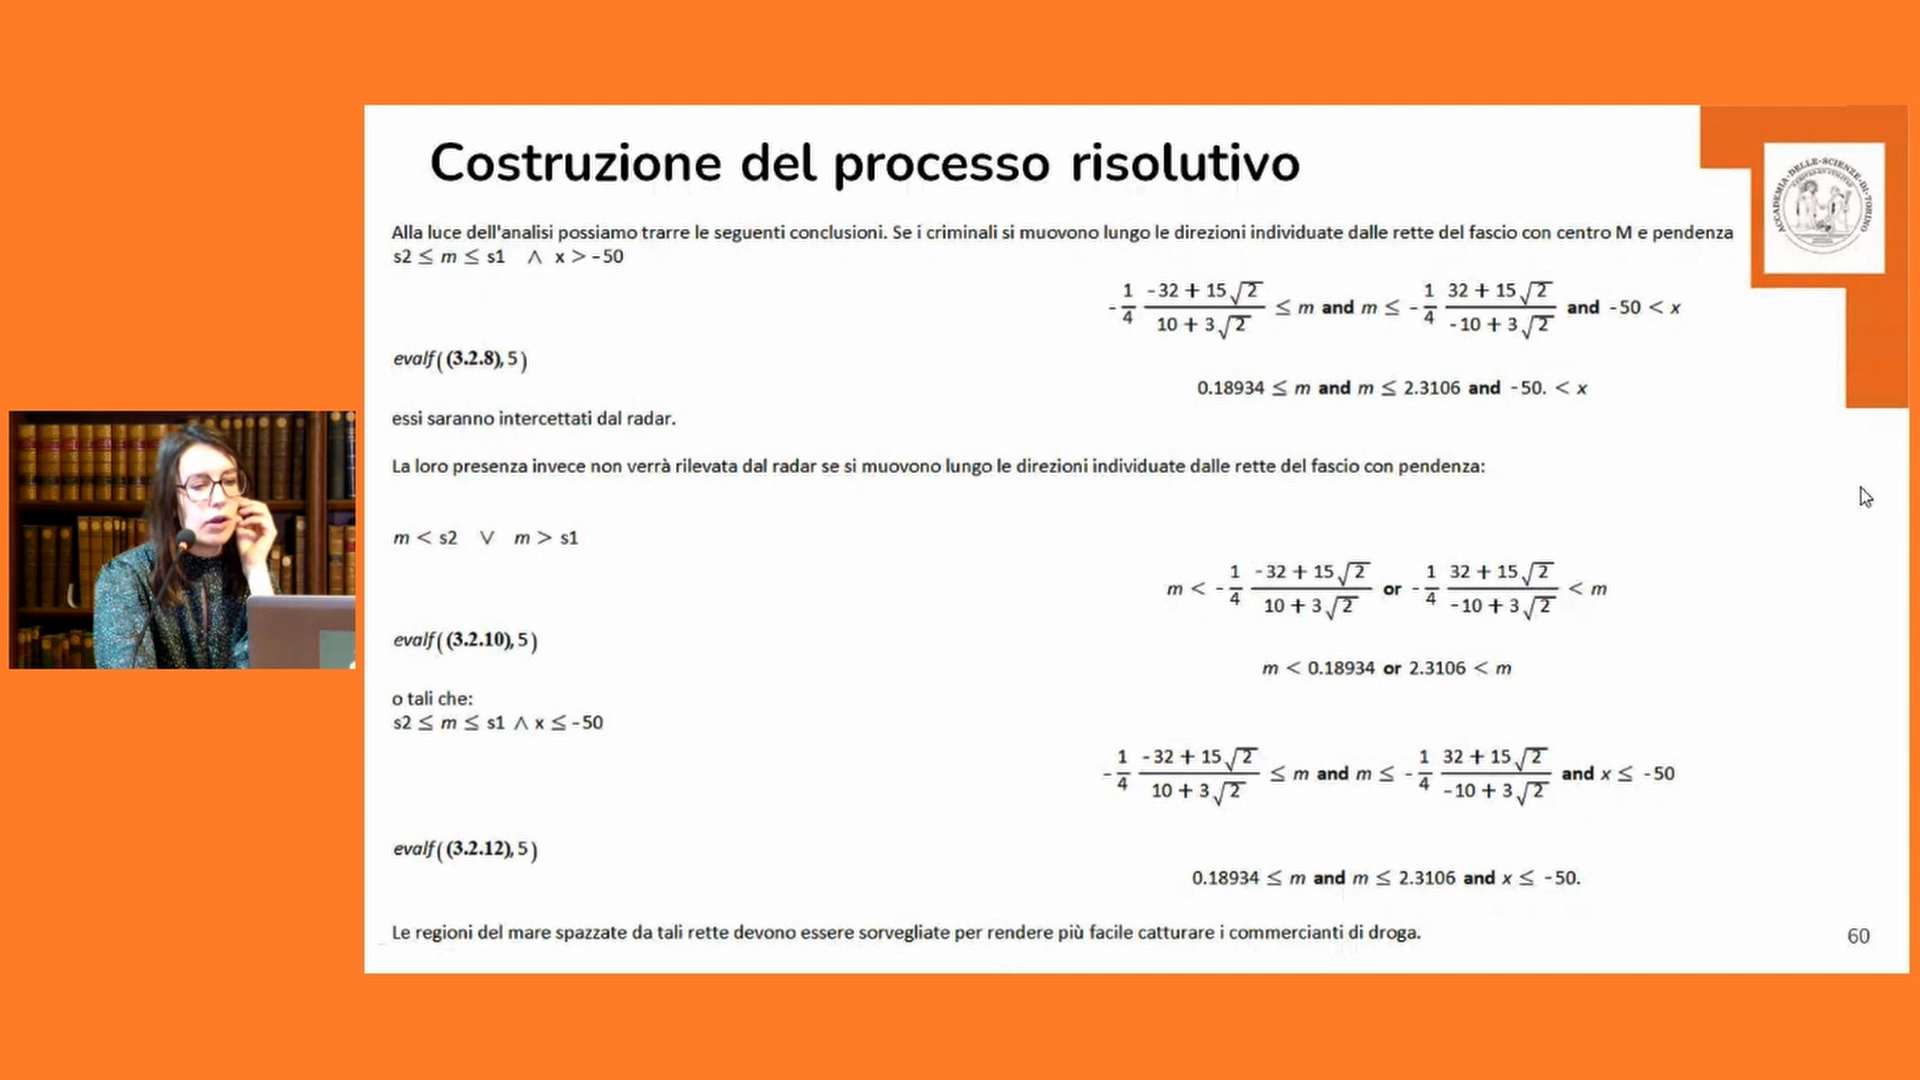 Costruzione del processo risolutivo
ACCADEMIA·DELLE·SCIENZE·DI·TORINO
Alla luce dell'analisi possiamo trarre le seguenti conclusioni. Se i criminali si muovono lungo le direzioni individuate dalle rette del fascio con centro M e pendenza
s2 ≤ m ≤ s1 ∧ x > -50
-1/4 (-32 + 15√2)/(10 + 3√2) ≤ m and m ≤ -1/4 (32 + 15√2)/(-10 + 3√2) and -50 < x
evalf((3.2.8), 5)
0.18934 ≤ m and m ≤ 2.3106 and -50. < x
essi saranno intercettati dal radar.
La loro presenza invece non verrà rilevata dal radar se si muovono lungo le direzioni individuate dalle rette del fascio con pendenza:
m < s2 ∨ m > s1
m < -1/4 (-32 + 15√2)/(10 + 3√2) or -1/4 (32 + 15√2)/(-10 + 3√2) < m
evalf((3.2.10), 5)
m < 0.18934 or 2.3106 < m
o tali che:
s2 ≤ m ≤ s1 ∧ x ≤ -50
-1/4 (-32 + 15√2)/(10 + 3√2) ≤ m and m ≤ -1/4 (32 + 15√2)/(-10 + 3√2) and x ≤ -50
evalf((3.2.12), 5)
0.18934 ≤ m and m ≤ 2.3106 and x ≤ -50.
Le regioni del mare spazzate da tali rette devono essere sorvegliate per rendere più facile catturare i commercianti di droga.
60